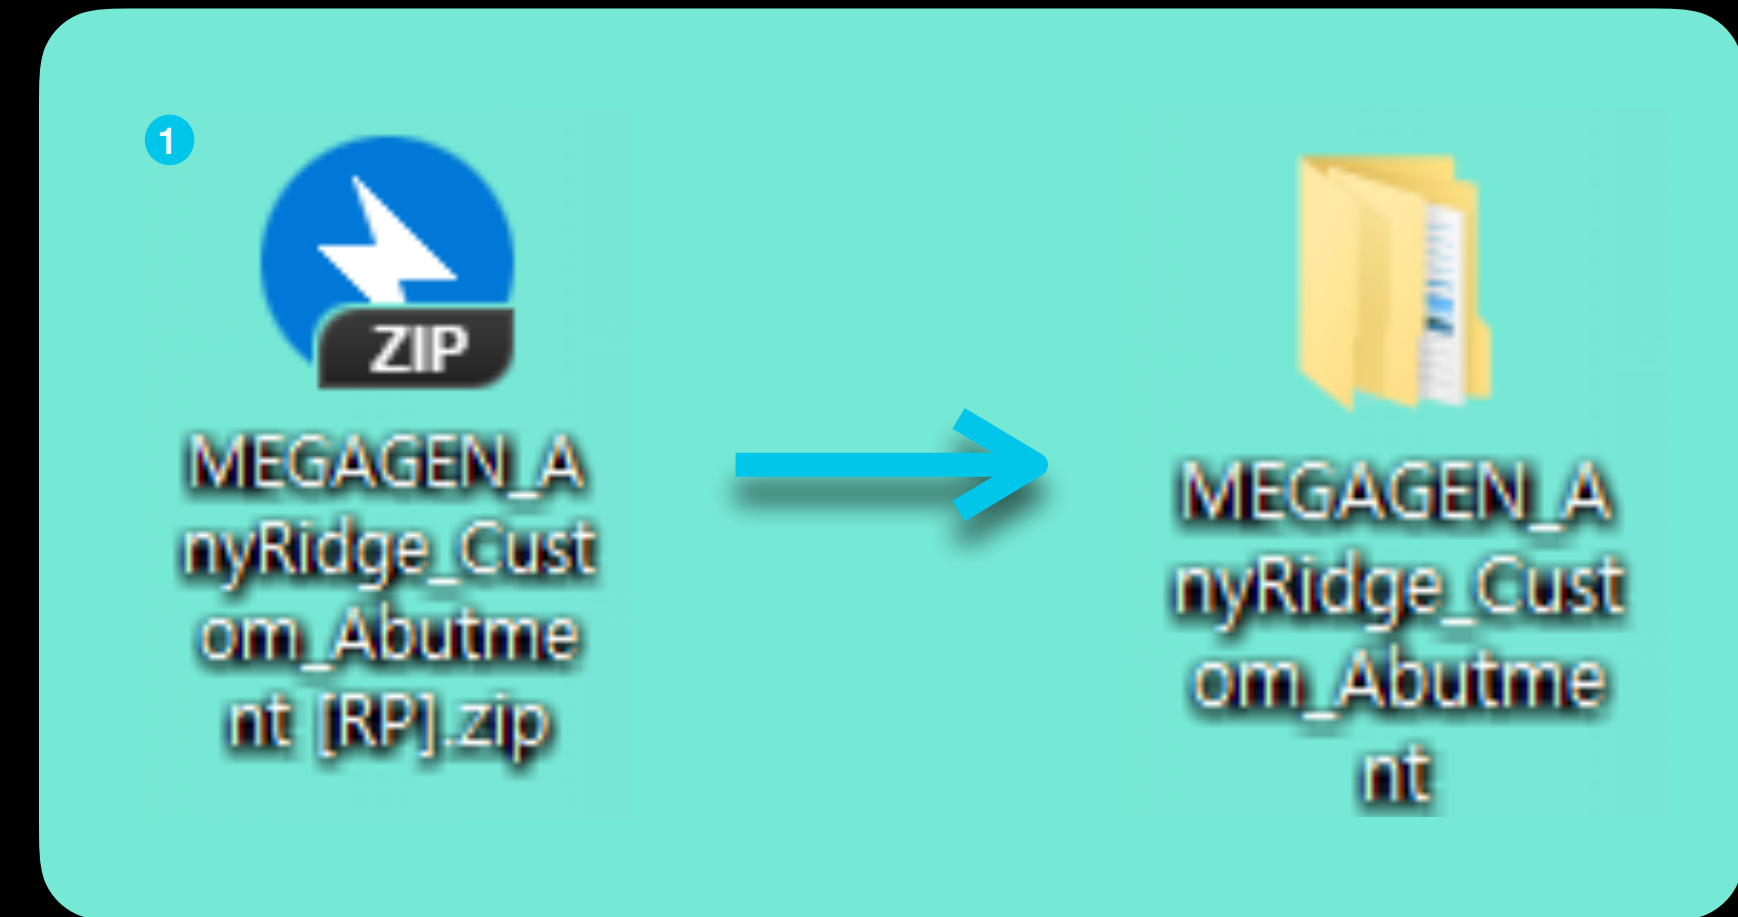 1
ZIP
MEGAGEN_A
nyRidge_Cust
om_Abutme
nt [RP].zip
MEGAGEN_A
nyRidge_Cust
om_Abutme
nt